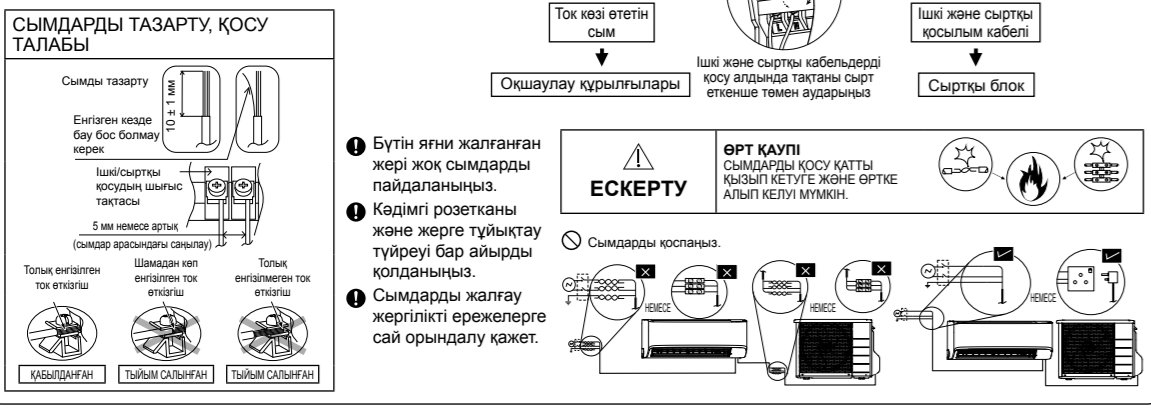 СЫМДАРДЫ ТАЗАРТУ, ҚОСУ
ТАЛАБЫ
Сымды тазарту
10 ± 1 мм
Енгізген кезде
бау бос болмау
керек
Ішкі/сыртқы
қосудың шығыс
тақтасы
5 мм немесе артық
(сымдар арасындағы саңылау)
Толық енгізілген
ток өткізгіш
Шамадан көп
енгізілген ток
өткізгіш
Толық
енгізілмеген ток
өткізгіш
ҚАБЫЛДАНҒАН
ТЫЙЫМ САЛЫНҒАН
ТЫЙЫМ САЛЫНҒАН
Бүтін яғни жалғанған
жері жоқ сымдарды
пайдаланыңыз.
Кәдімгі розетканы
және жерге тұйықтау
түйреуі бар айырды
қолданыңыз.
Сымдарды жалғау
жергілікті ережелерге
сай орындалу қажет.
Ток көзі өтетін
сым
Оқшаулау құрылғылары
L N
Ішкі және сыртқы кабельдерді
қосу алдында тақтаны сырт
еткенше төмен аударыңыз
Ішкі және сыртқы
қосылым кабелі
Сыртқы блок
ЕСКЕРТУ
ӨРТ ҚАУПІ
СЫМДАРДЫ ҚОСУ ҚАТТЫ
ҚЫЗЫП КЕТУГЕ ЖӘНЕ ӨРТКЕ
АЛЫП КЕЛУІ МҮМКІН.
Сымдарды қоспаңыз.
НЕМЕСЕ
НЕМЕСЕ
НЕМЕСЕ